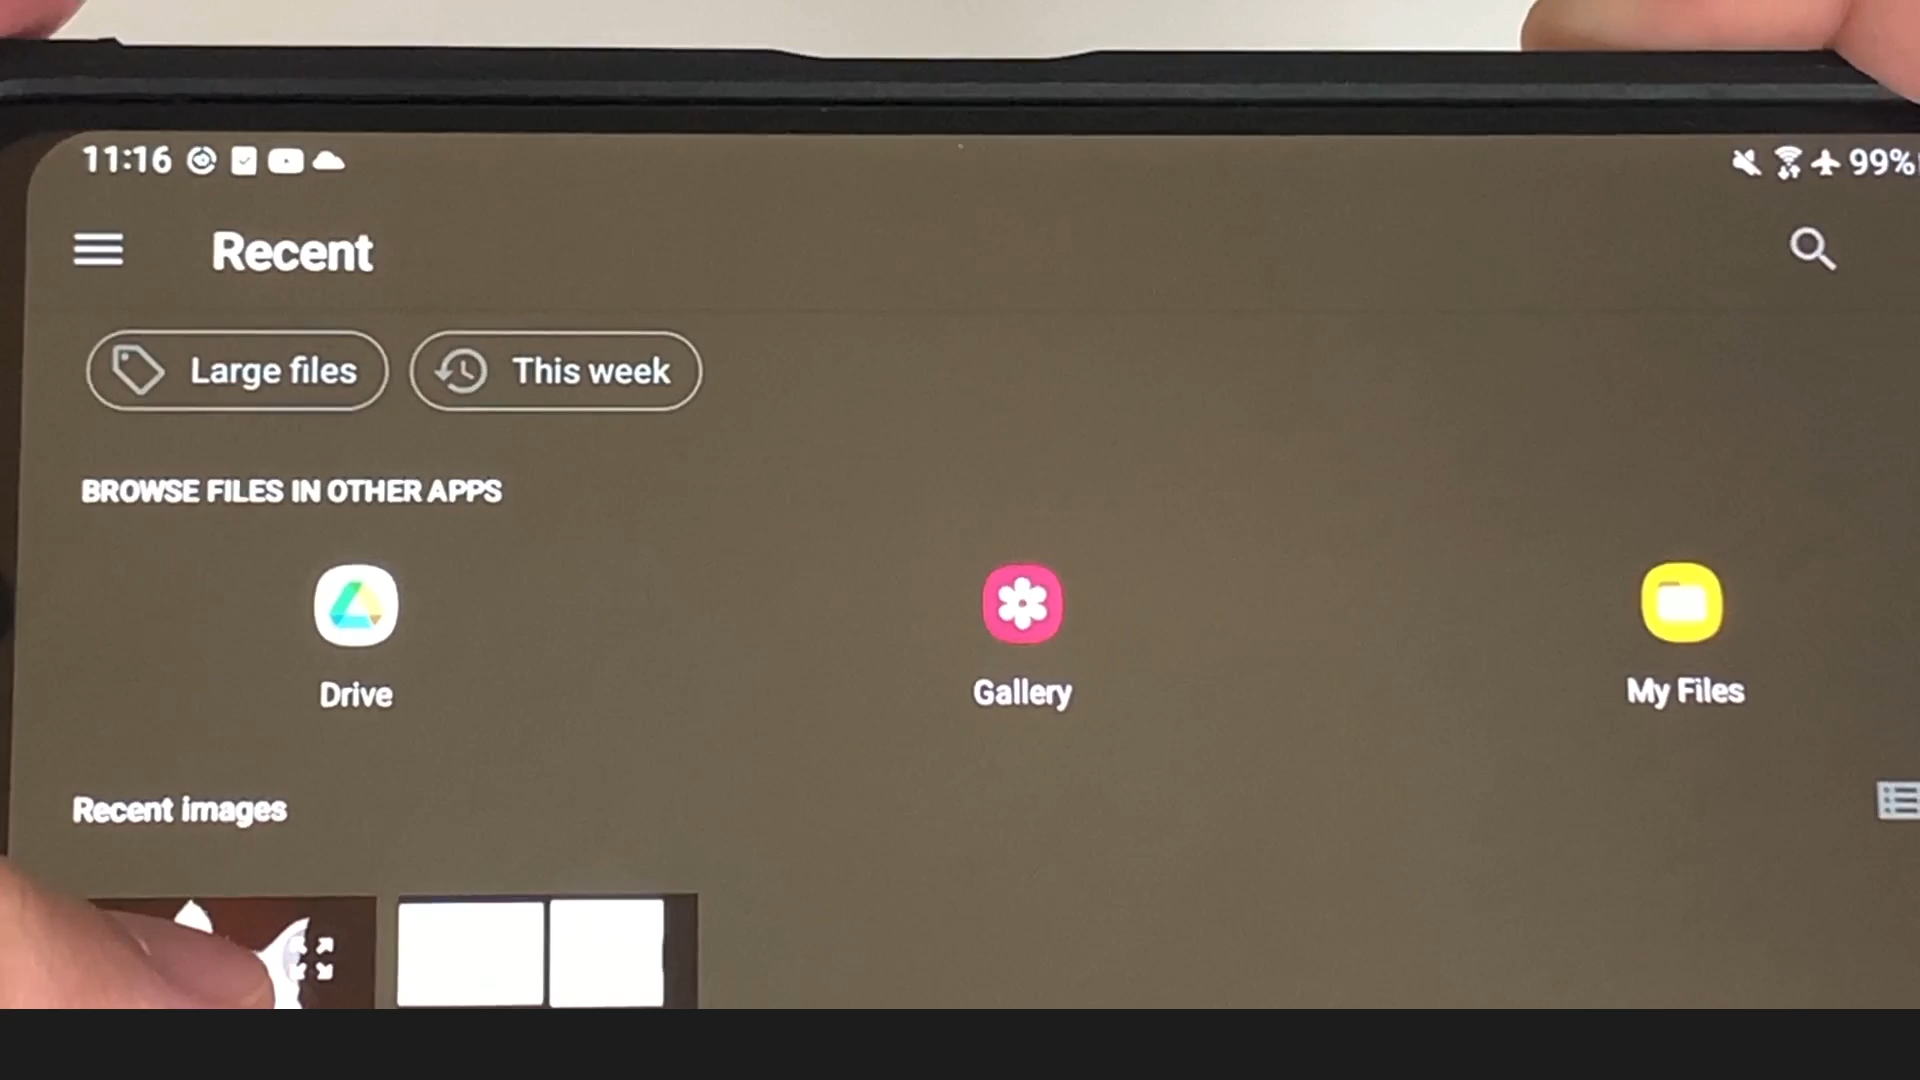 11:16 99%
Recent
Large files This week
BROWSE FILES IN OTHER APPS
Drive Gallery My Files
Recent images